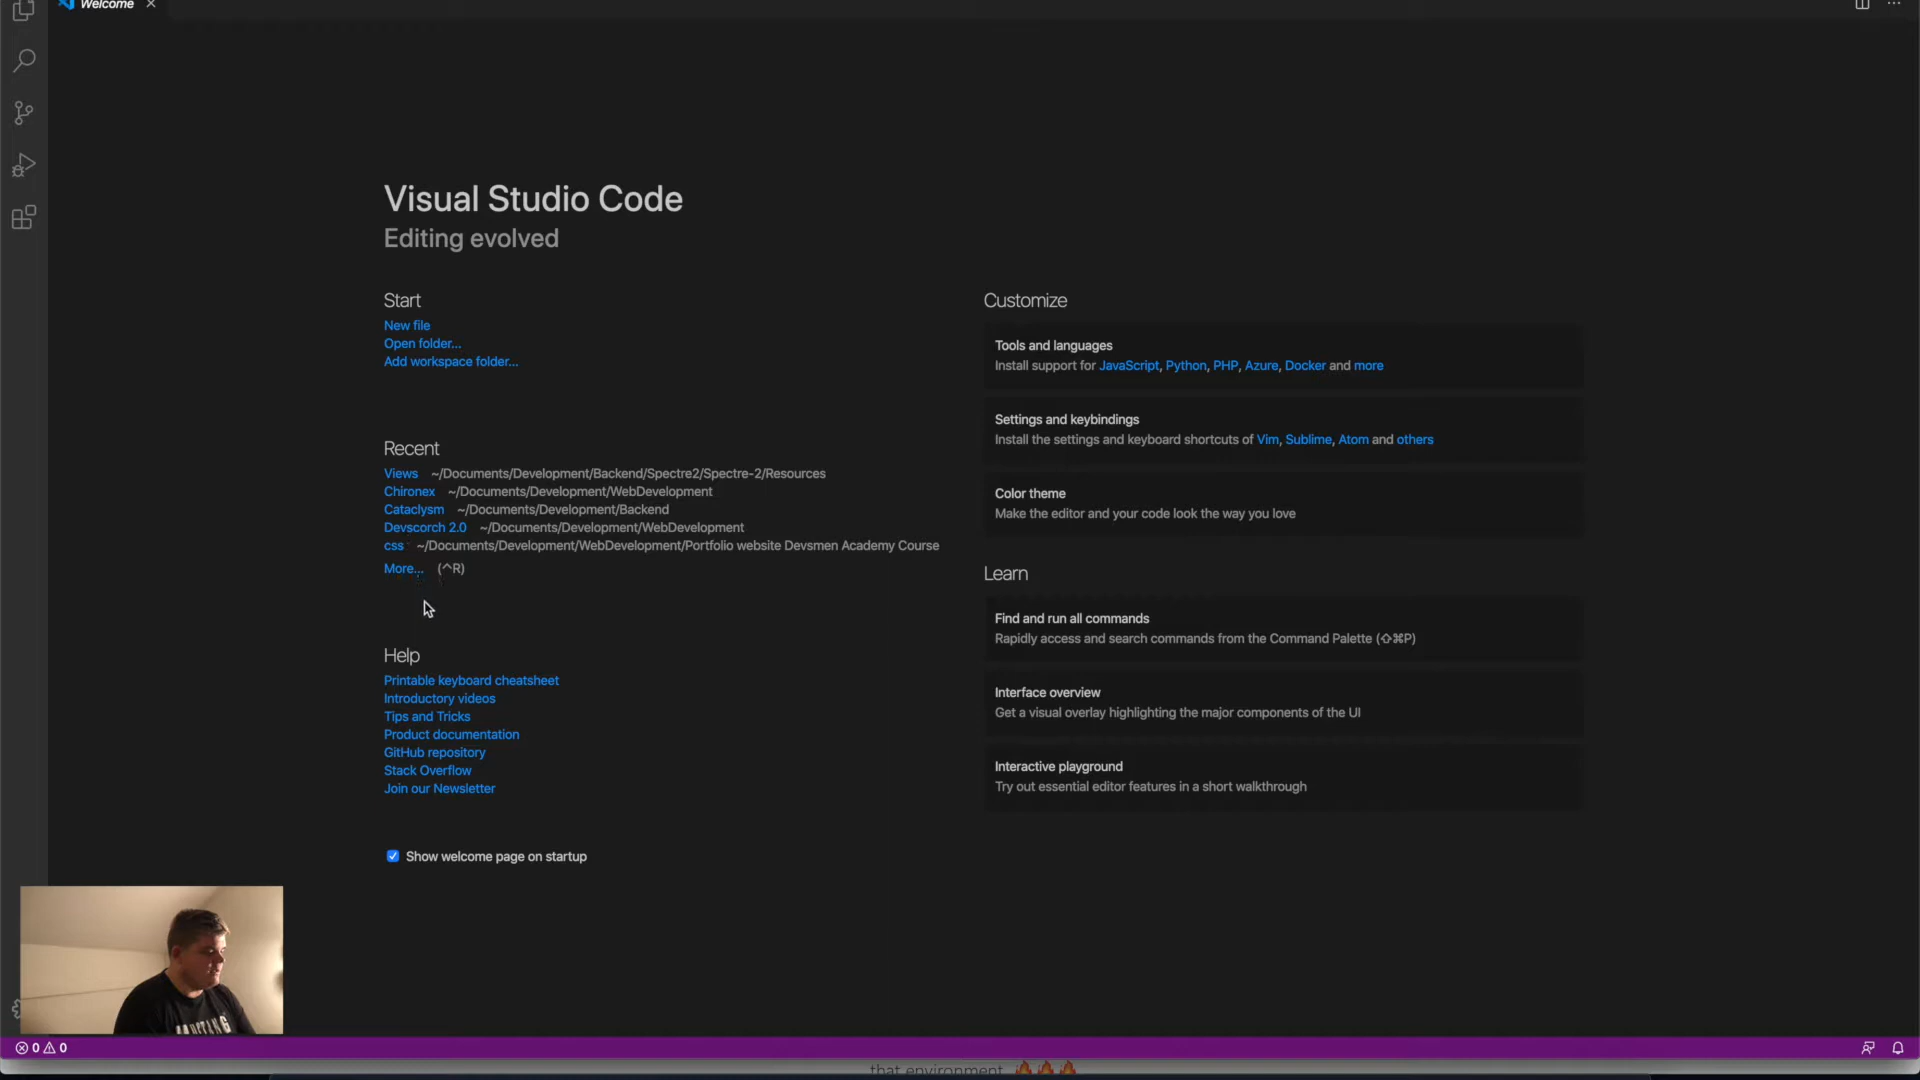 Welcome
Visual Studio Code
Editing evolved
Start
New file
Open folder...
Add workspace folder...
Recent
Views ~/Documents/Development/Backend/Spectre2/Spectre-2/Resources
Chironex ~/Documents/Development/WebDevelopment
Cataclysm ~/Documents/Development/Backend
Devscorch 2.0 ~/Documents/Development/WebDevelopment
css ~/Documents/Development/WebDevelopment/Portfolio website Devsmen Academy Course
More... (^R)
Help
Printable keyboard cheatsheet
Introductory videos
Tips and Tricks
Product documentation
GitHub repository
Stack Overflow
Join our Newsletter
Show welcome page on startup
Customize
Tools and languages
Install support for JavaScript, Python, PHP, Azure, Docker and more
Settings and keybindings
Install the settings and keyboard shortcuts of Vim, Sublime, Atom and others
Color theme
Make the editor and your code look the way you love
Learn
Find and run all commands
Rapidly access and search commands from the Command Palette (⇧⌘P)
Interface overview
Get a visual overlay highlighting the major components of the UI
Interactive playground
Try out essential editor features in a short walkthrough
0 0
that environment 🔥🔥🔥